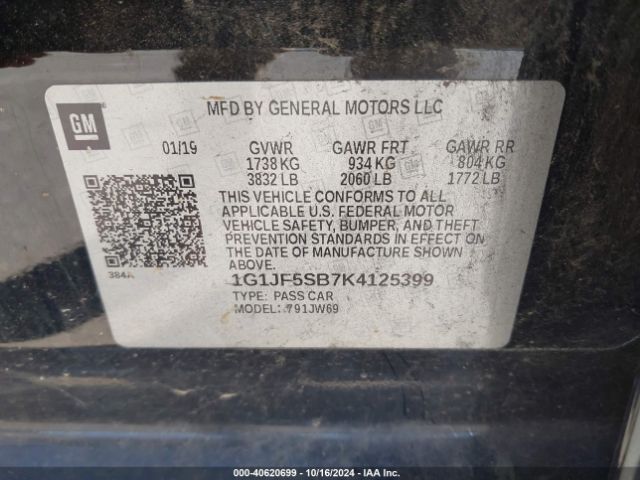 GM
MFD BY GENERAL MOTORS LLC
01/19 GVWR GAWR FRT GAWR RR
1738 KG 934 KG 804 KG
3832 LB 2060 LB 1772 LB
THIS VEHICLE CONFORMS TO ALL
APPLICABLE U.S. FEDERAL MOTOR
VEHICLE SAFETY, BUMPER, AND THEFT
PREVENTION STANDARDS IN EFFECT ON
THE DATE OF MANUFACTURE SHOWN ABOVE.
384A
1G1JF5SB7K4125399
TYPE: PASS CAR
MODEL: 791JW69
000-40620699 - 10/16/2024 - IAA Inc.